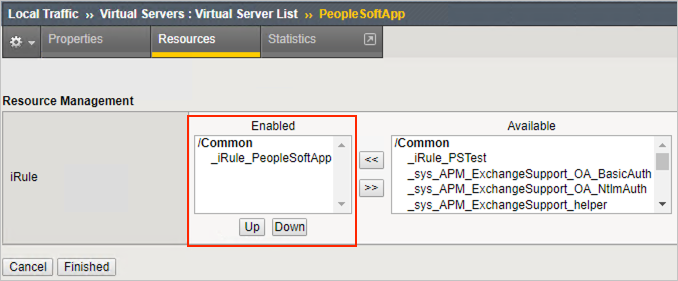 Local Traffic ›› Virtual Servers : Virtual Server List ›› PeopleSoftApp
Properties
Resources
Statistics
Resource Management
iRule
Enabled
/Common
_iRule_PeopleSoftApp
Up
Down
<<
>>
Available
/Common
_iRule_PSTest
_sys_APM_ExchangeSupport_OA_BasicAuth
_sys_APM_ExchangeSupport_OA_NtlmAuth
_sys_APM_ExchangeSupport_helper
Cancel
Finished